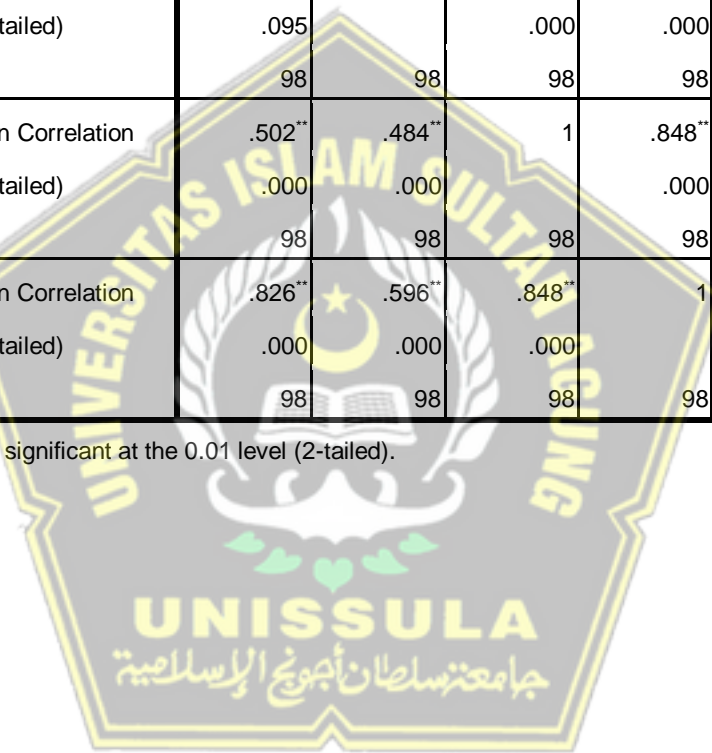 tailed) .095 .000 .000
98 98 98 98
n Correlation .502** .484** 1 .848**
tailed) .000 .000 .000
98 98 98 98
n Correlation .826** .596** .848** 1
tailed) .000 .000 .000
98 98 98 98
significant at the 0.01 level (2-tailed).
UNIVERSITAS ISLAM SULTAN AGUNG
UNISSULA
جامعتنسلطان أجونج الإسلامية